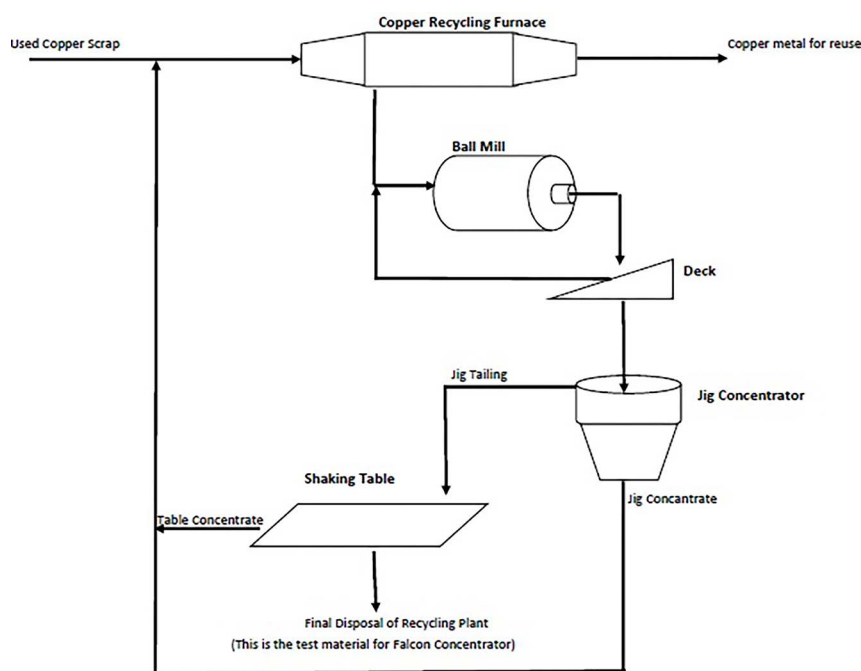 Copper Recycling Furnace
Used Copper Scrap
Copper metal for reuse
Ball Mill
Deck
Jig Tailing
Jig Concentrator
Shaking Table
Jig Concantrate
Table Concentrate
Final Disposal of Recycling Plant
(This is the test material for Falcon Concentrator)